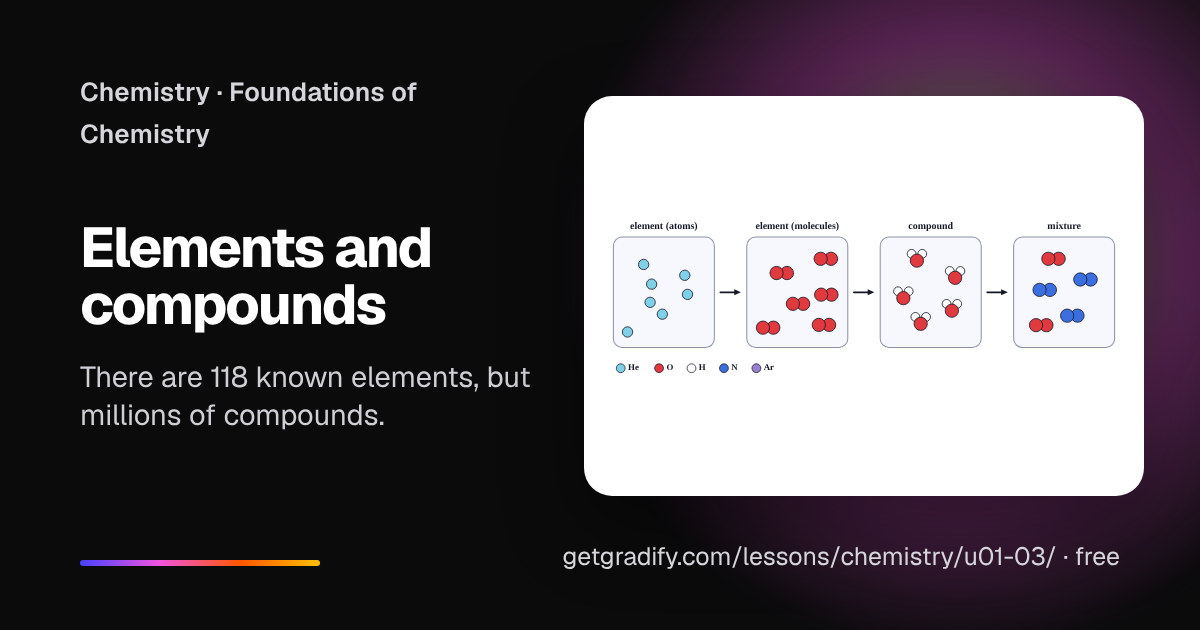 Chemistry · Foundations of
Chemistry
Elements and
compounds
There are 118 known elements, but
millions of compounds.
element (atoms) element (molecules) compound mixture
He O H N Ar
getgradify.com/lessons/chemistry/u01-03/ · free